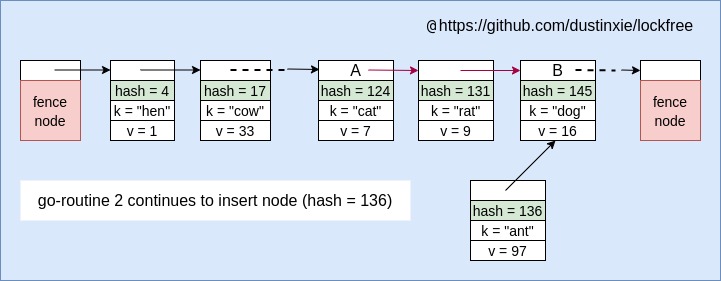 @https://github.com/dustinxie/lockfree
A
B
hash = 4
hash = 17
hash = 124
hash = 131
hash = 145
fence
node
k = "hen"
k = "cow"
k = "cat"
k = "rat"
k = "dog"
fence
node
v = 1
v = 33
v = 7
v = 9
v = 16
go-routine 2 continues to insert node (hash = 136)
hash = 136
k = "ant"
v = 97